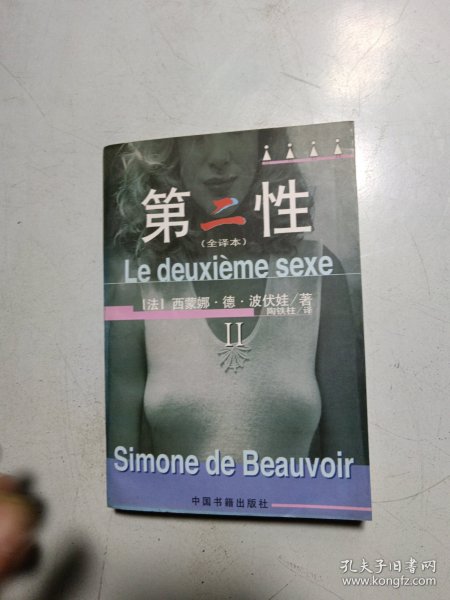 第二性
(全译本)
Le deuxième sexe
[法] 西蒙娜·德·波伏娃/著
陶铁柱/译
II
Simone de Beauvoir
中国书籍出版社
孔夫子旧书网
www.kongfz.com